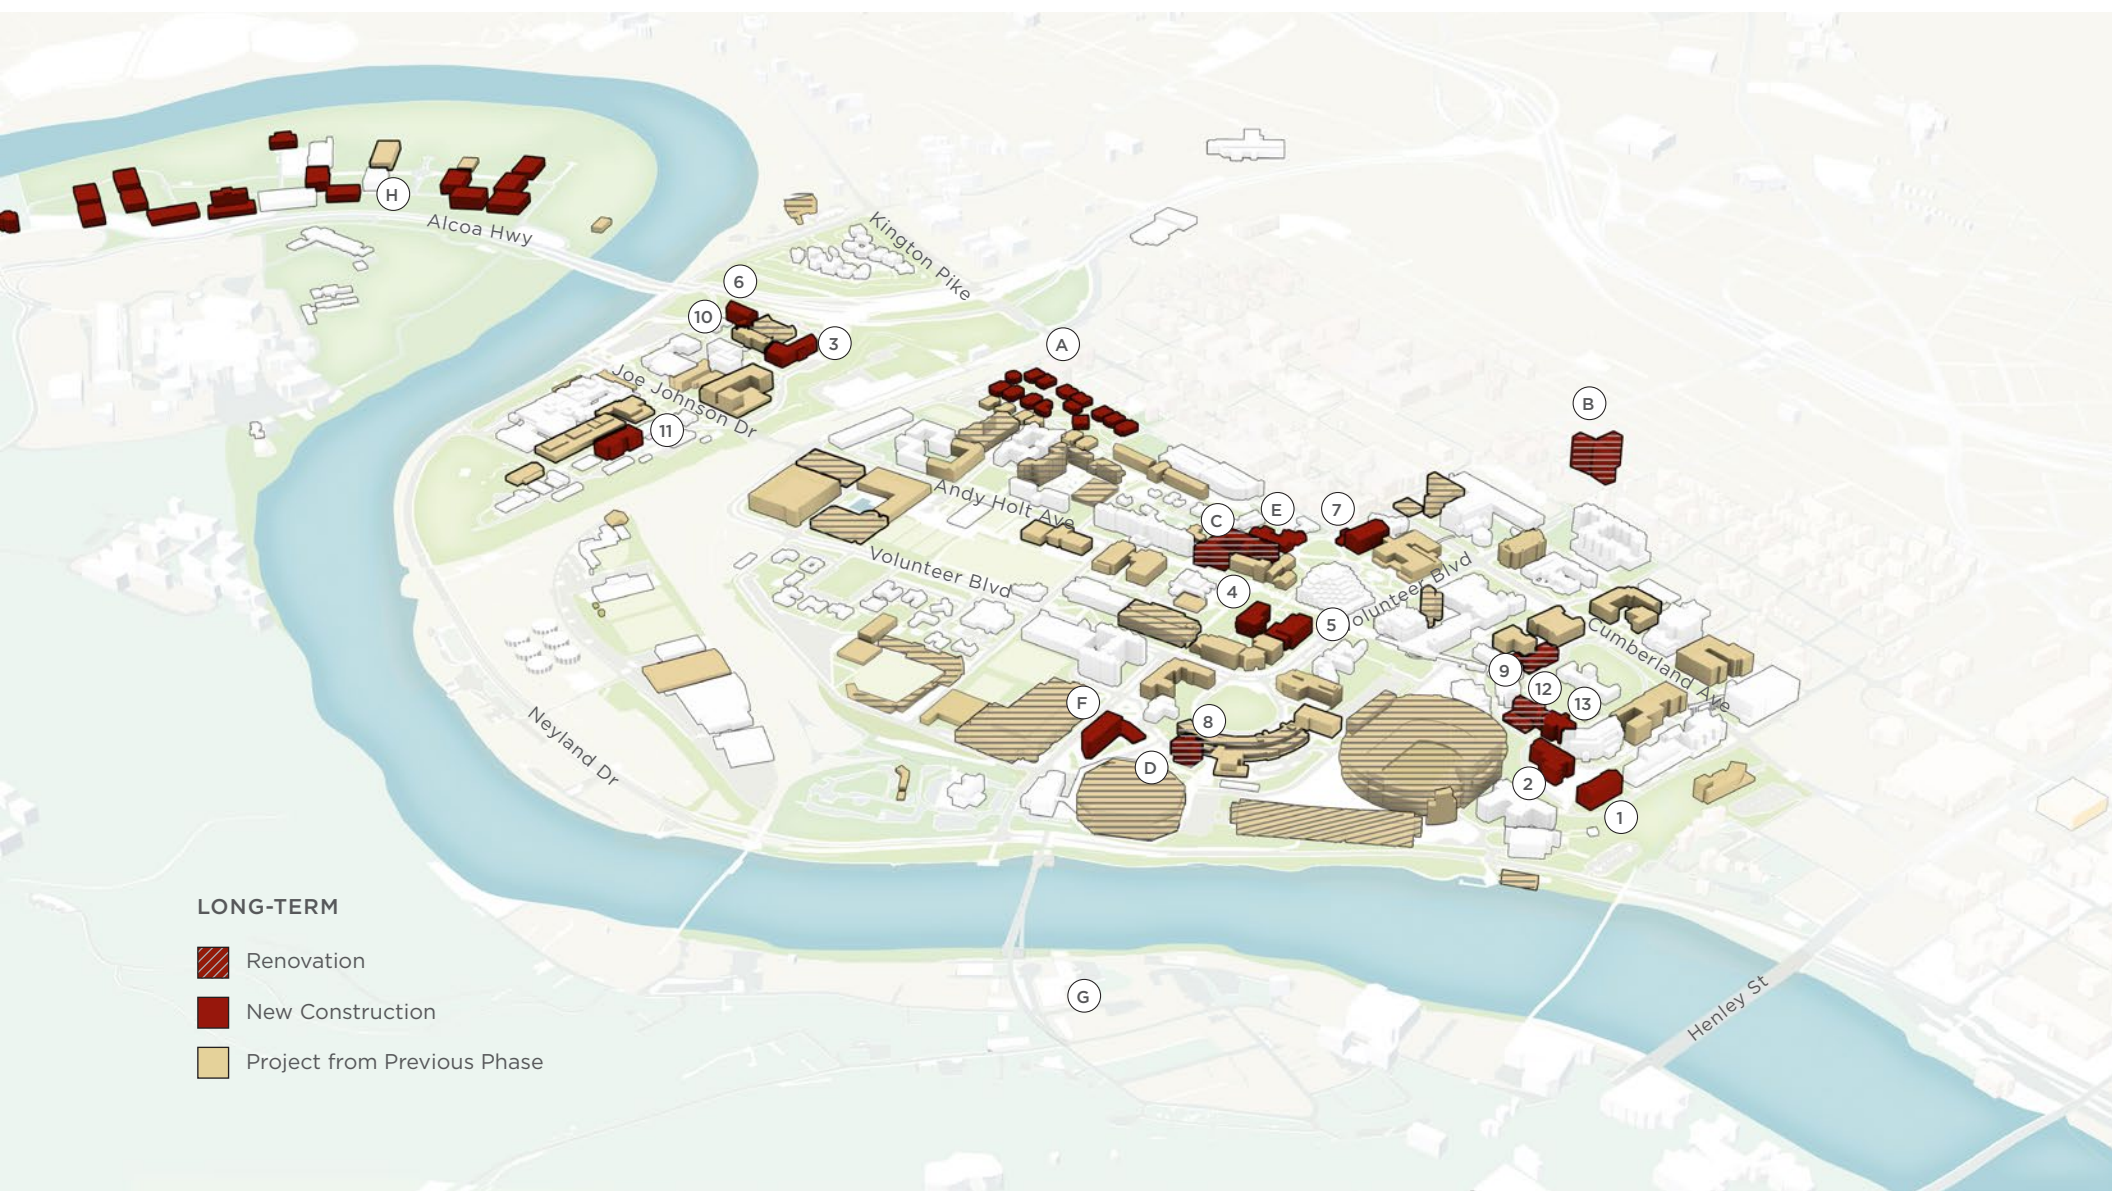 H
Alcoa Hwy
Kington Pike
6
10
3
A
Joe Johnson Dr
11
B
Andy Holt Ave
C
E
7
Volunteer Blvd
4
5
Volunteer Blvd
Cumberland Ave
9
12
13
F
8
D
2
1
Neyland Dr
G
Henley St
LONG-TERM
Renovation
New Construction
Project from Previous Phase